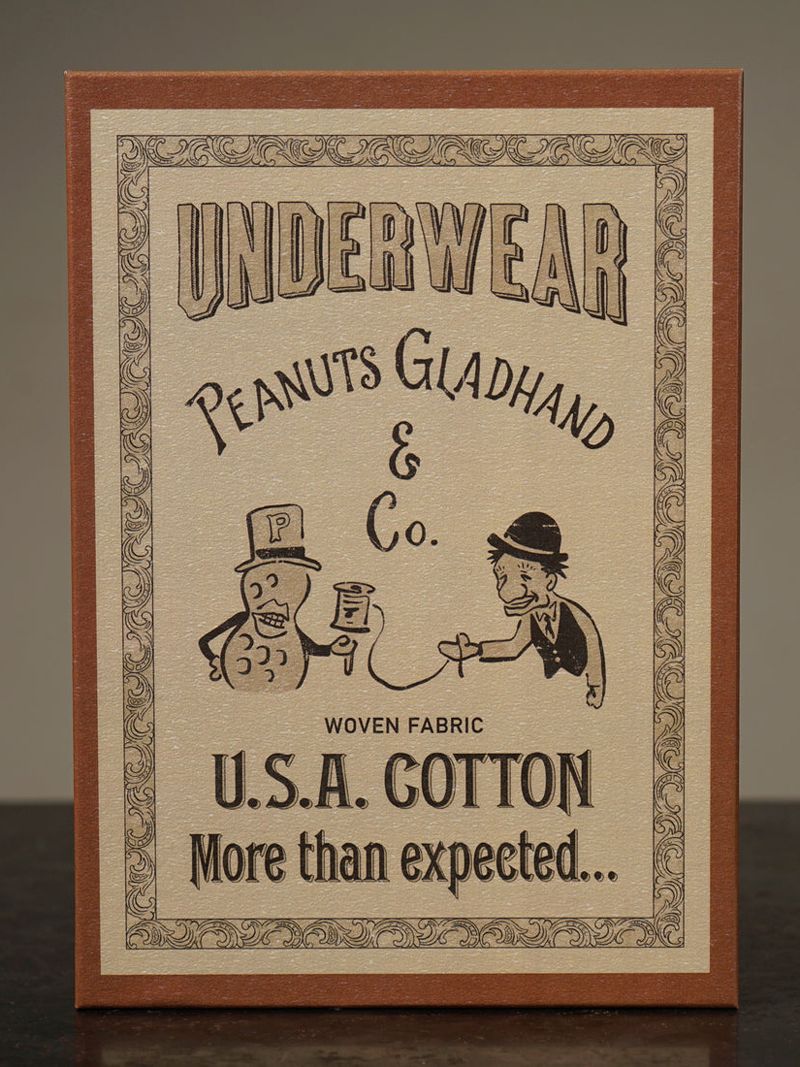 UNDERWEAR
PEANUTS GLADHAND
&
Co.
P
WOVEN FABRIC
U.S.A. COTTON
More than expected...